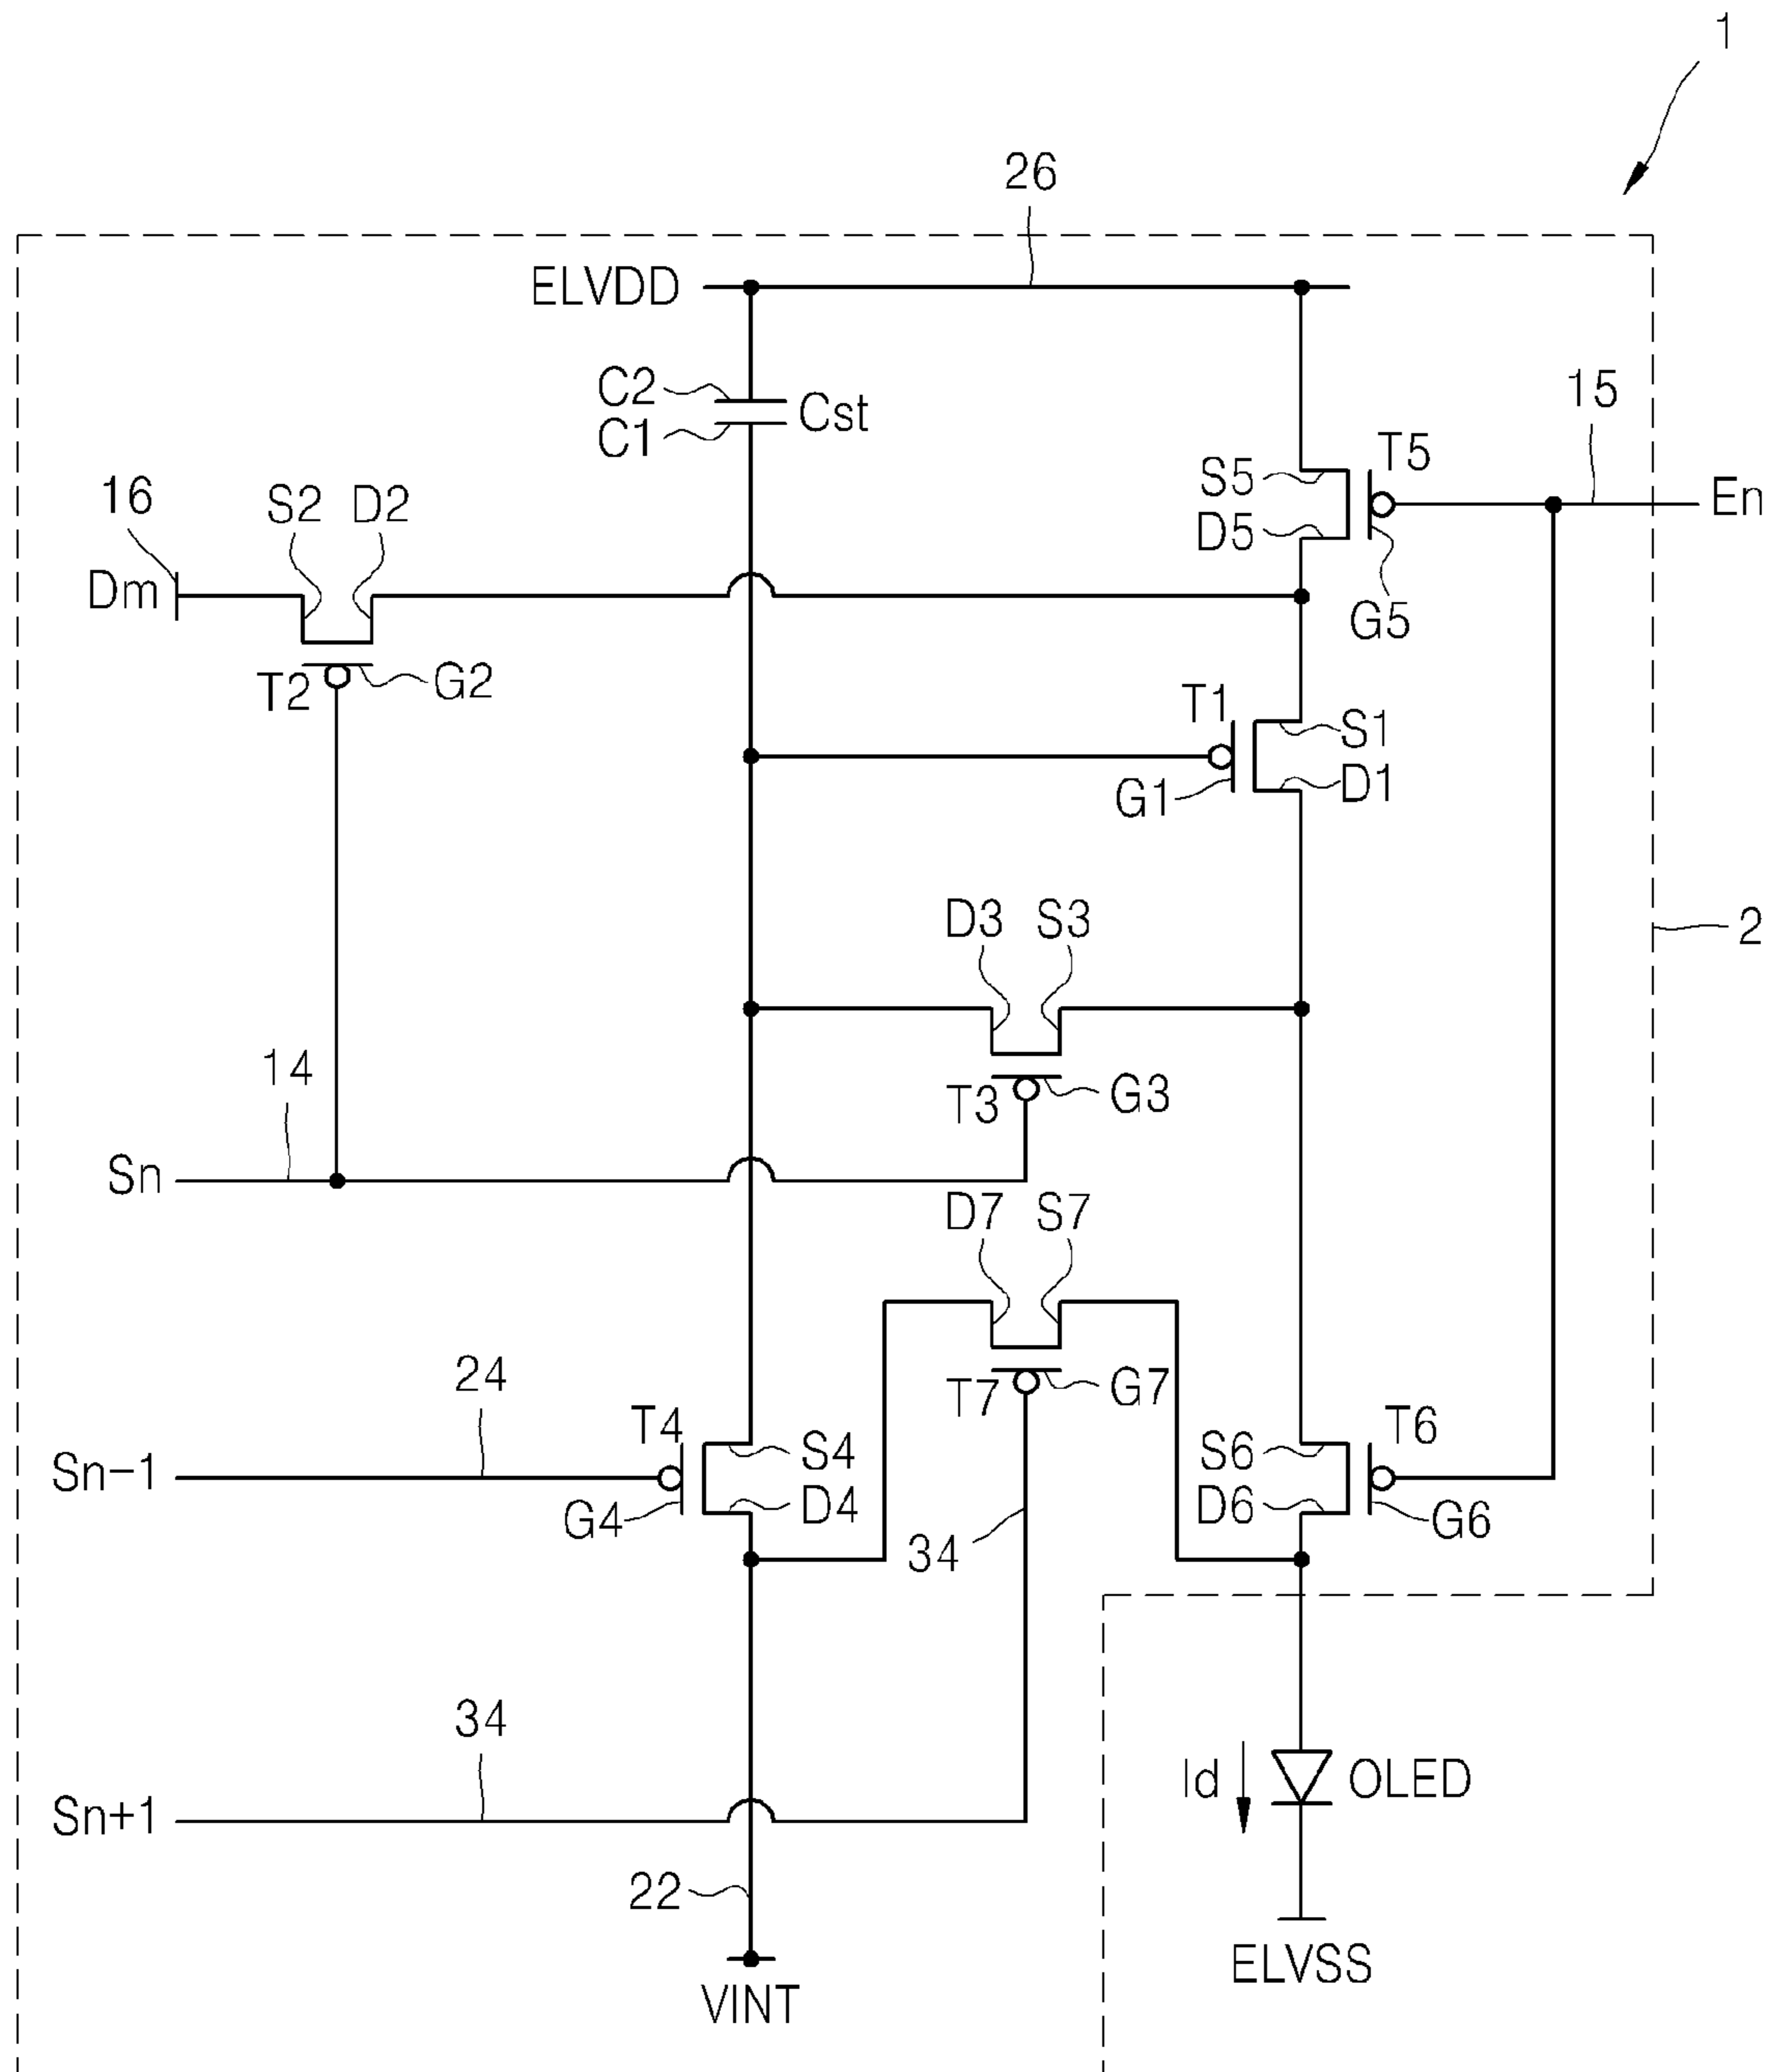 1
26
ELVDD
C2
C1
Cst
15
T5
S5
D5
En
16
S2
D2
Dm
G5
T2
G2
T1
S1
G1
D1
D3
S3
2
14
T3
G3
Sn
D7
S7
24
T7
G7
T4
T6
Sn-1
S4
S6
G4
D4
D6
G6
34
34
Id
OLED
Sn+1
22
ELVSS
VINT